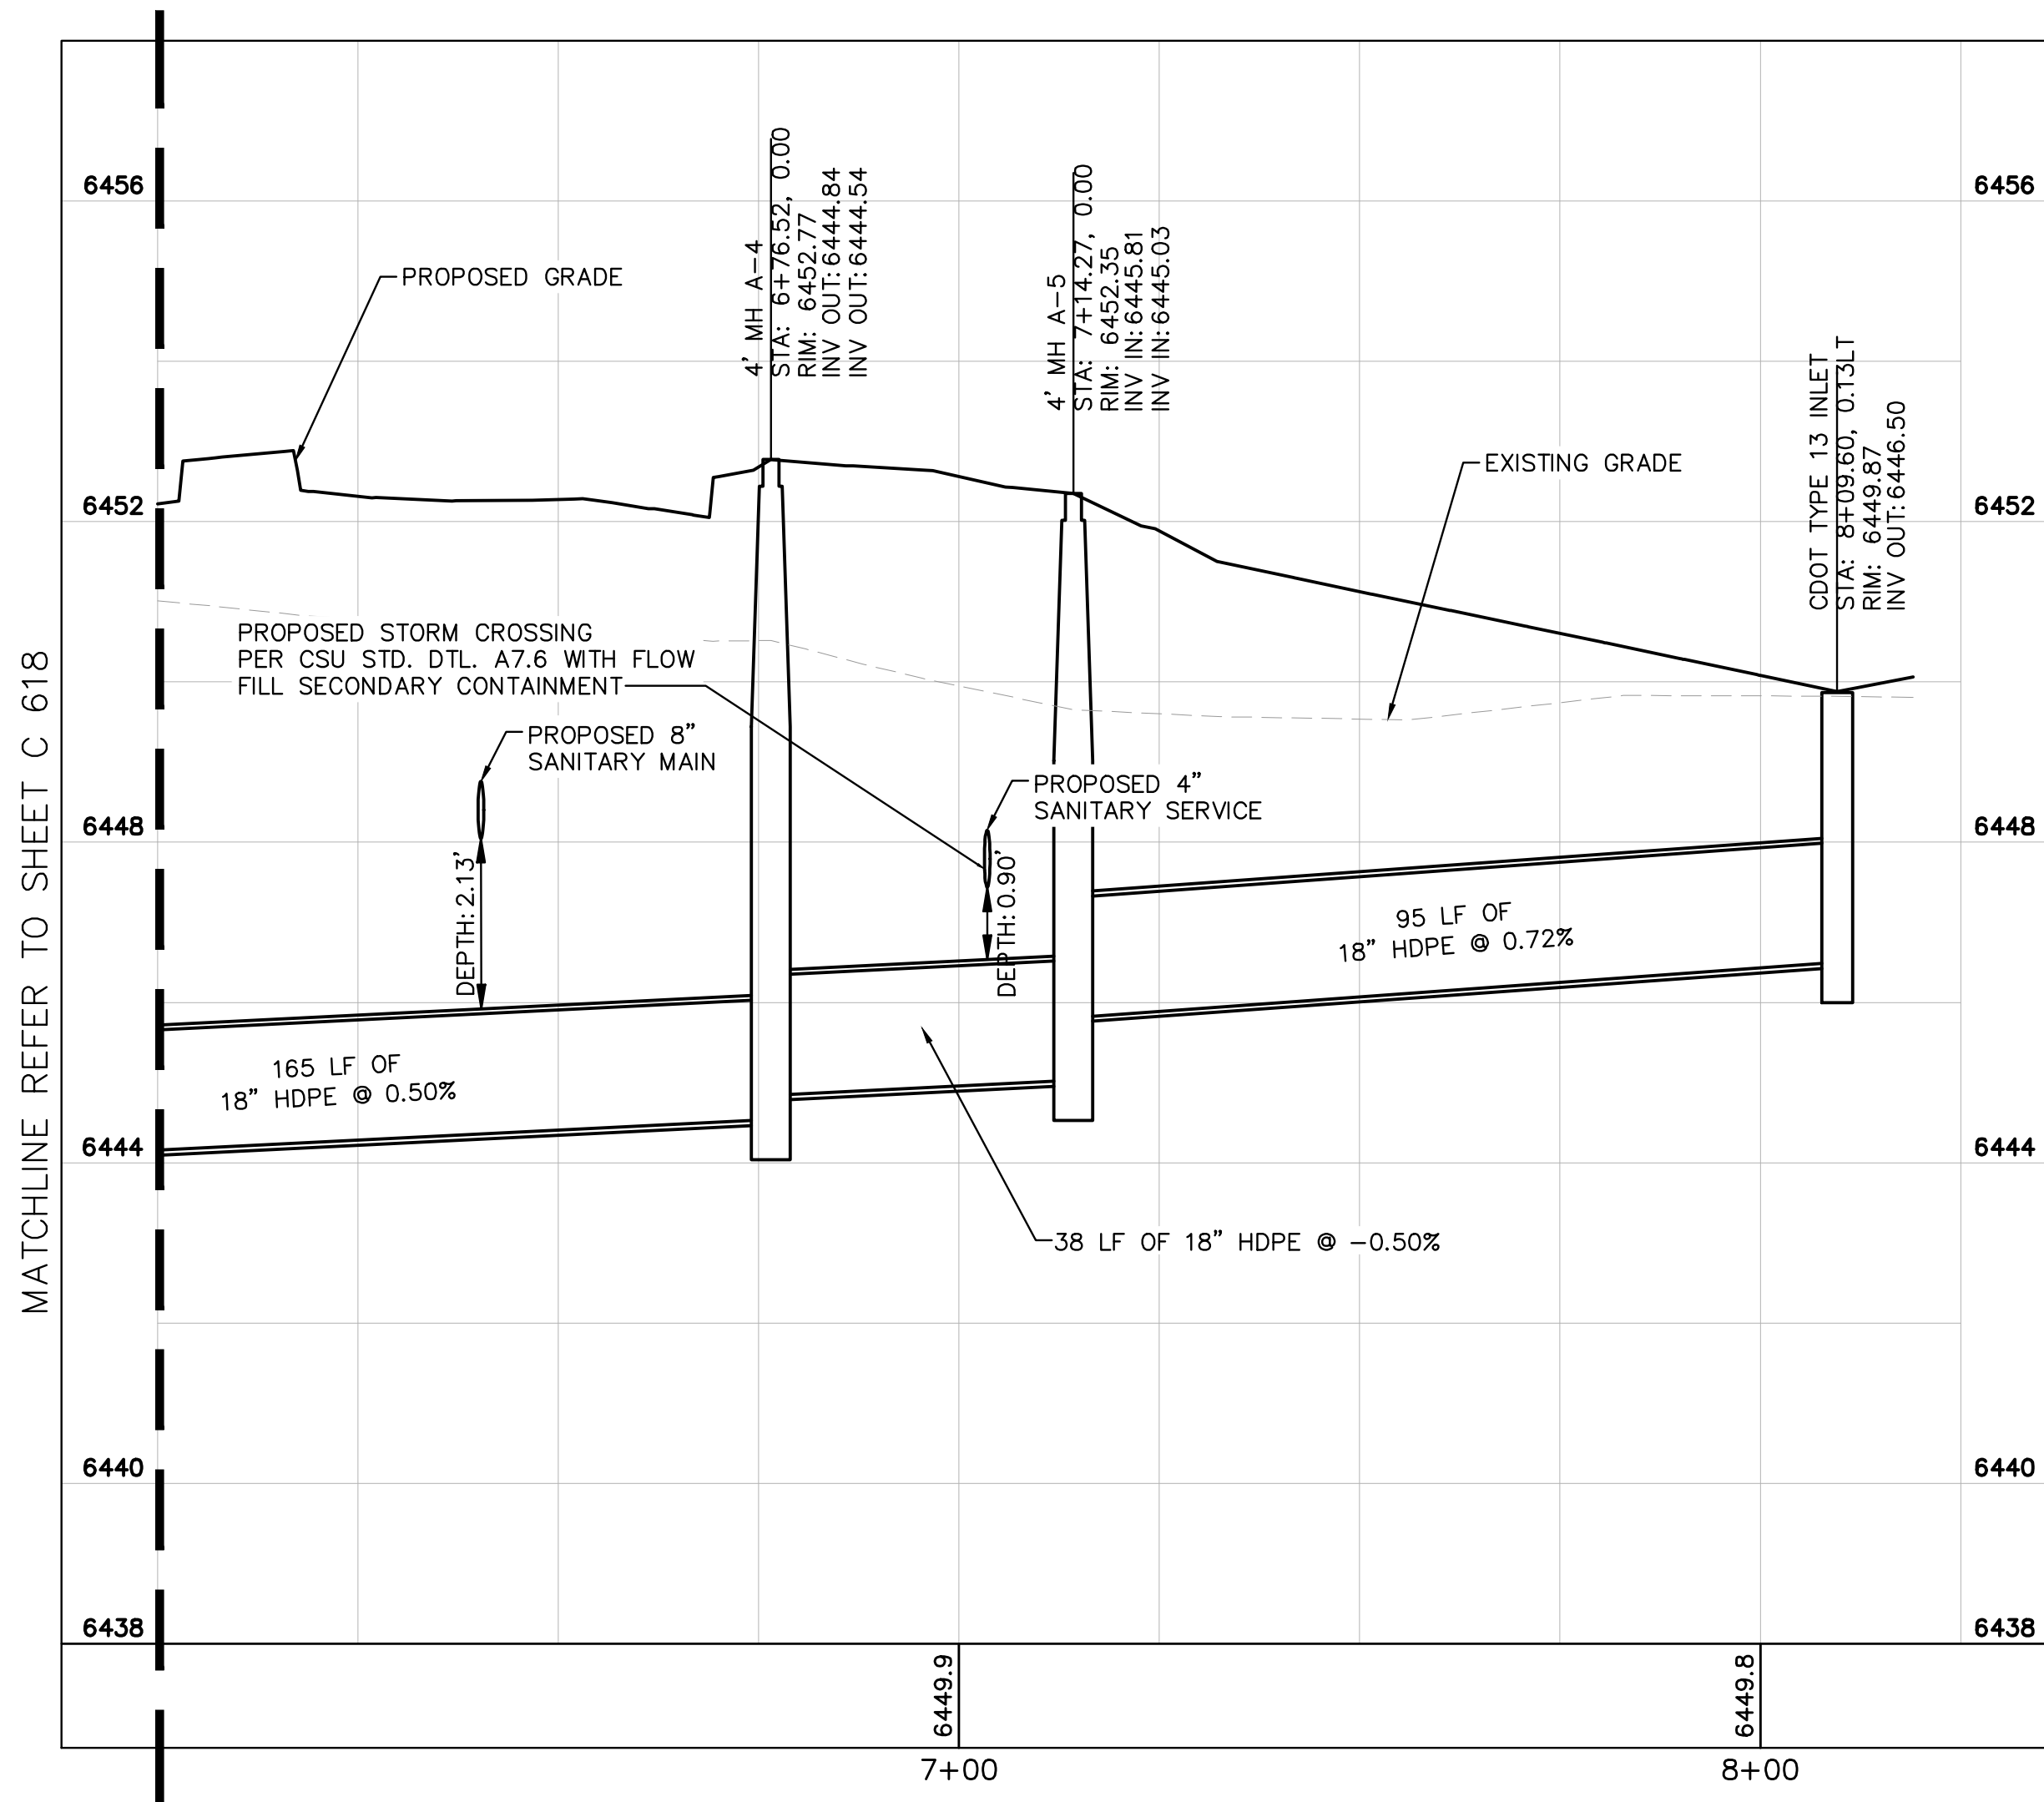 MATCHLINE REFER TO SHEET C 618
6456
6452
6448
6444
6440
6438
PROPOSED GRADE
4' MH A-4
STA: 6+76.52, 0.00
RIM: 6452.77
INV OUT:6444.84
INV OUT:6444.54
4' MH A-5
STA: 7+14.27, 0.00
RIM: 6452.35
INV IN:6445.81
INV IN:6445.03
EXISTING GRADE
CDOT TYPE 13 INLET
STA: 8+09.60, 0.13LT
RIM: 6449.87
INV OUT:6446.50
PROPOSED STORM CROSSING
PER CSU STD. DTL. A7.6 WITH FLOW
FILL SECONDARY CONTAINMENT
PROPOSED 8"
SANITARY MAIN
DEPTH:2.13'
PROPOSED 4"
SANITARY SERVICE
DEPTH:0.90'
95 LF OF
18" HDPE @ 0.72%
165 LF OF
18" HDPE @ 0.50%
38 LF OF 18" HDPE @ -0.50%
6456
6452
6448
6444
6440
6438
6449.9
6449.8
7+00
8+00